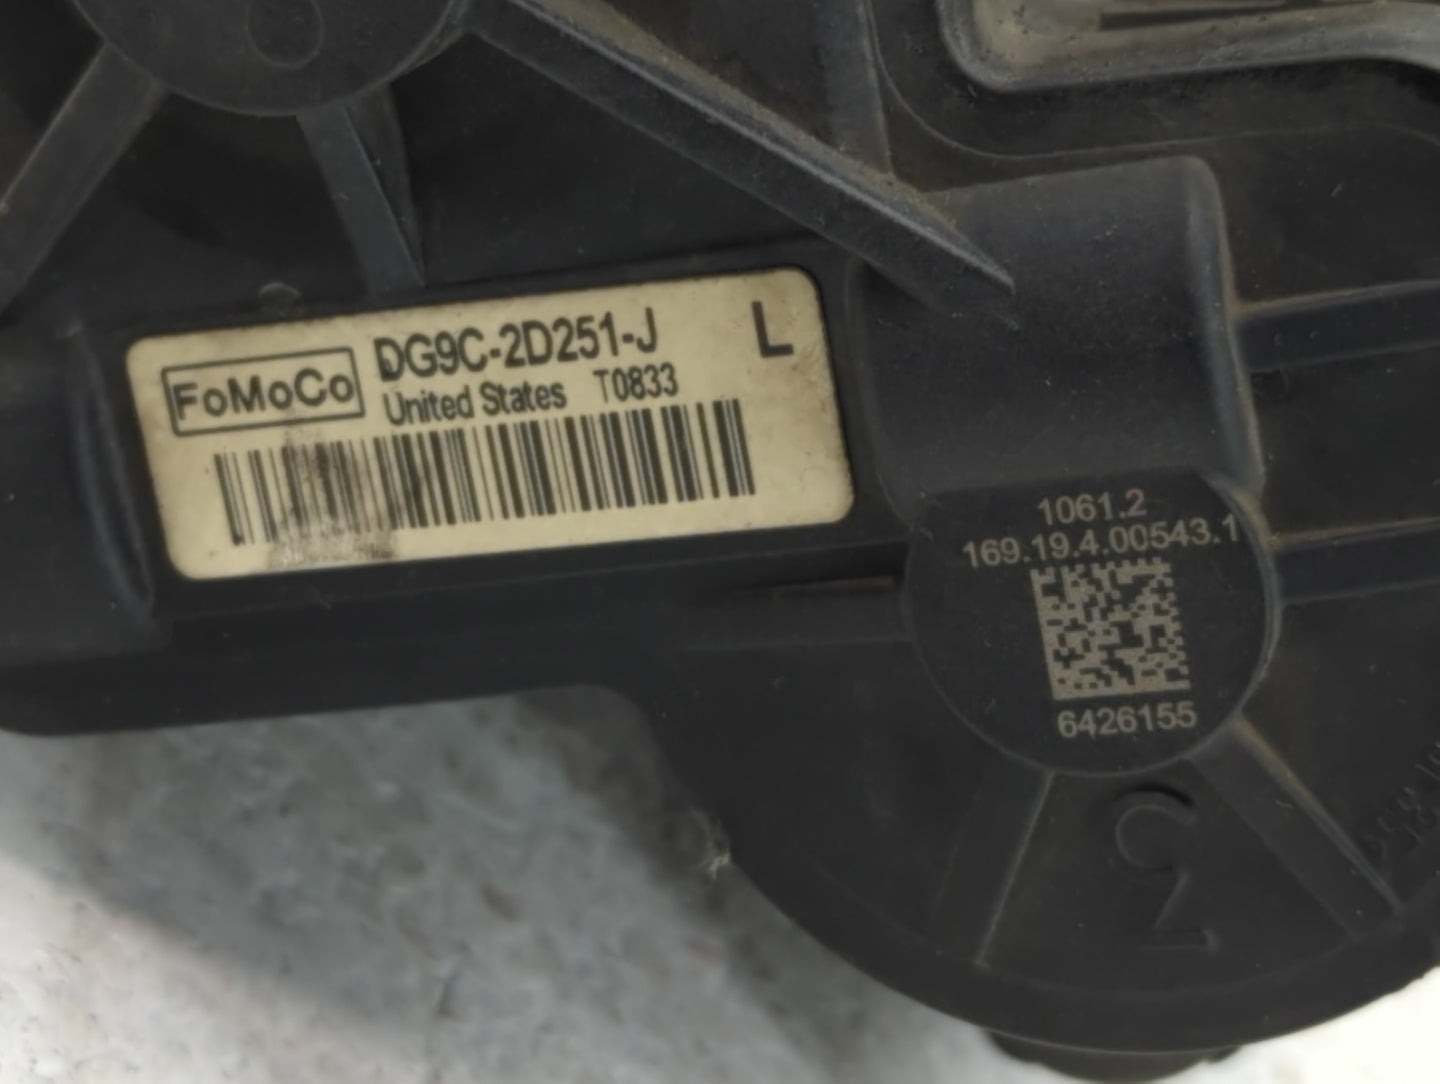 FoMoCo
DG9C-2D251-J
L
United States T0833
1061.2
169.19.4.00543.1
6426155